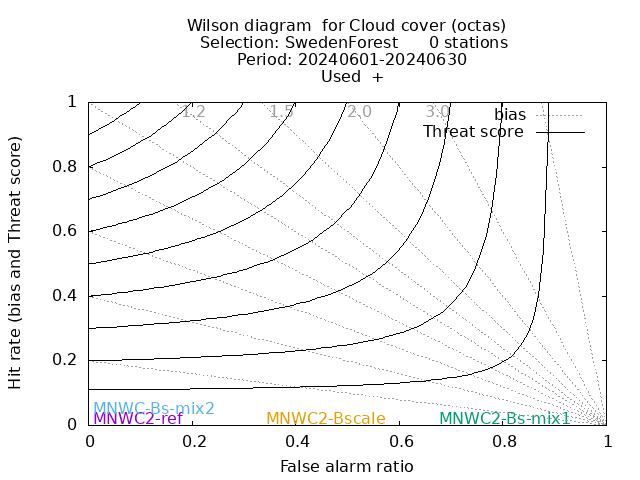 Wilson diagram  for Cloud cover (octas)
Selection: SwedenForest      0 stations
Period: 20240601-20240630
Used  +
1.2 1.5 2.0 3.0 bias
Threat score
1
0.8
0.6
0.4
0.2
0
Hit rate (bias and Threat score)
MNWC-Bs-mix2
MNWC2-ref MNWC2-Bscale MNWC2-Bs-mix1
0 0.2 0.4 0.6 0.8 1
False alarm ratio